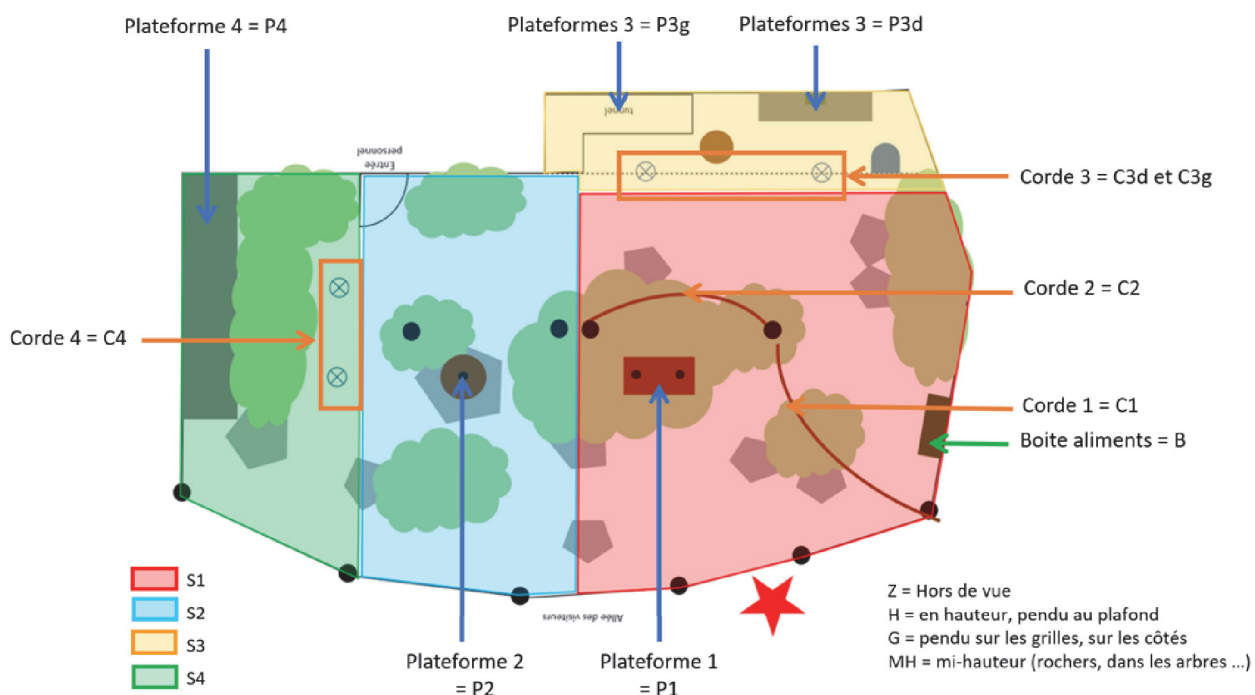 Plateforme 4 = P4
Plateformes 3 = P3g
Plateformes 3 = P3d
tunnel
Entrée
personnel
Corde 3 = C3d et C3g
Corde 2 = C2
Corde 4 = C4
Corde 1 = C1
Boite aliments = B
S1
S2
S3
S4
Allée des visiteurs
Plateforme 2
= P2
Plateforme 1
= P1
Z = Hors de vue
H = en hauteur, pendu au plafond
G = pendu sur les grilles, sur les côtés
MH = mi-hauteur (rochers, dans les arbres ...)